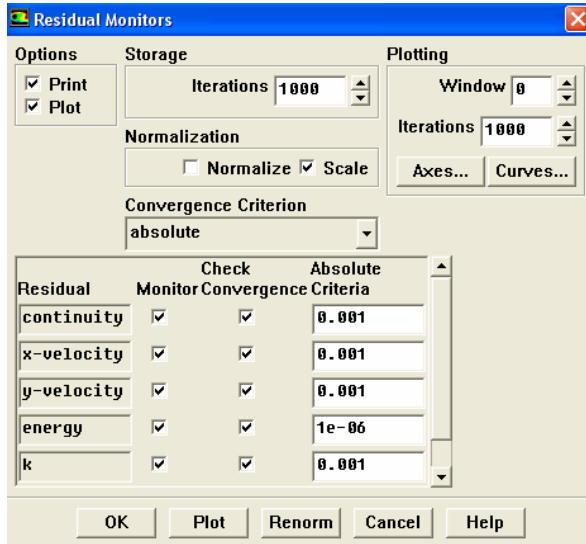 Residual Monitors
Options
Print
Plot
Storage
Iterations 1000
Normalization
Normalize Scale
Convergence Criterion
absolute
Plotting
Window 0
Iterations 1000
Axes... Curves...
Residual Monitor Check Convergence Absolute Criteria
continuity 0.001
x-velocity 0.001
y-velocity 0.001
energy 1e-06
k 0.001
OK Plot Renorm Cancel Help